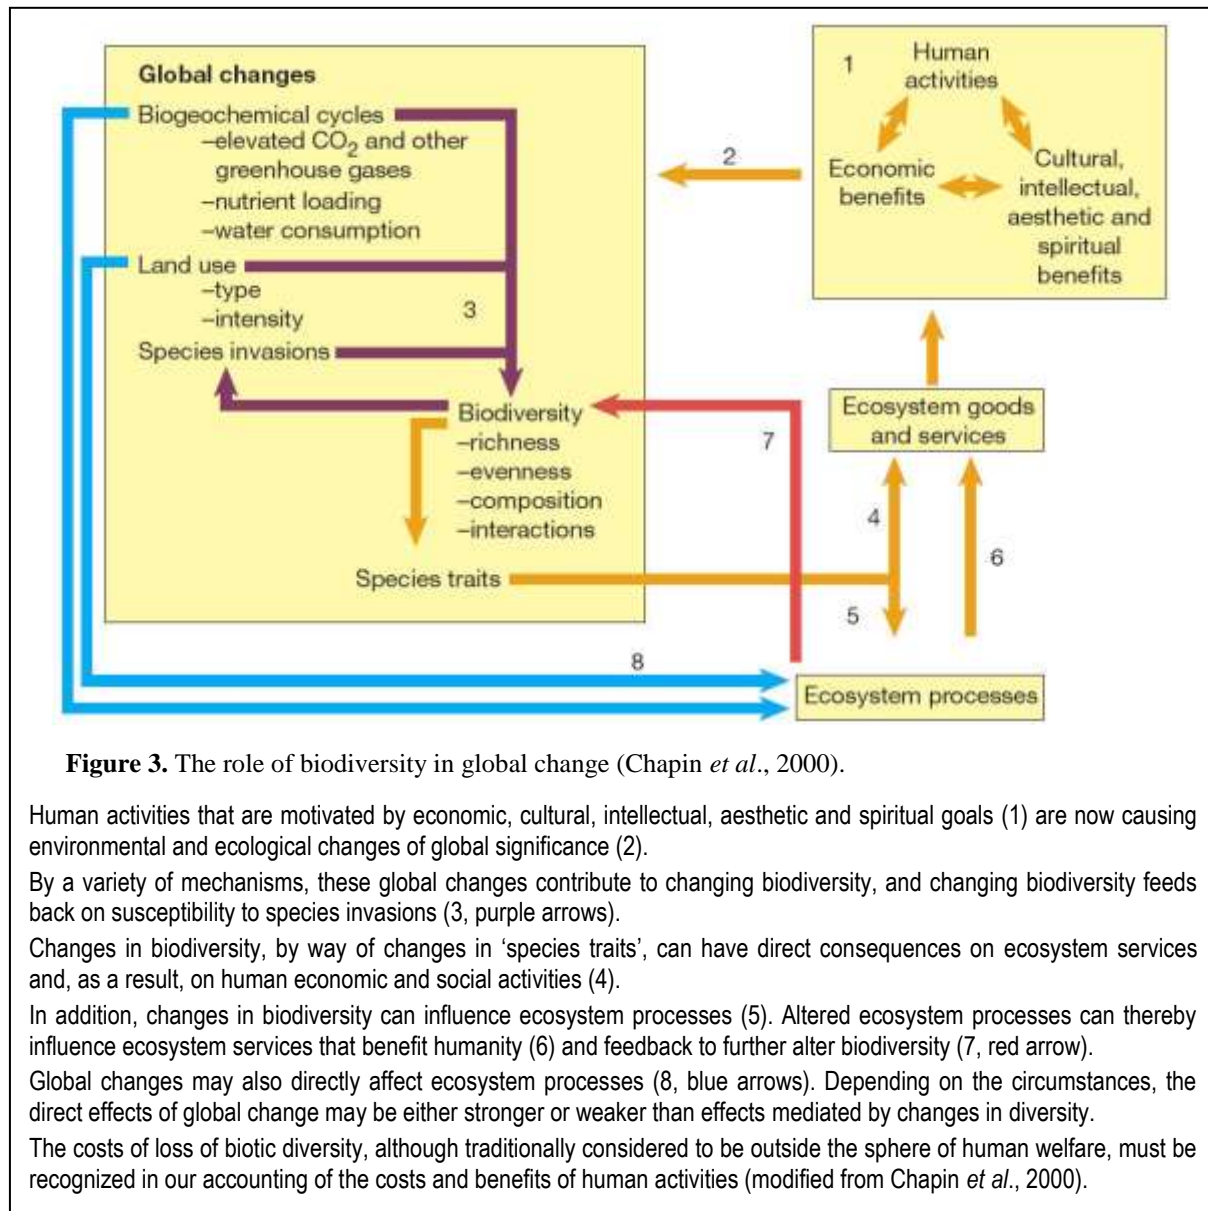 Global changes
Biogeochemical cycles
–elevated CO2 and other
greenhouse gases
–nutrient loading
–water consumption
Land use
–type
–intensity
Species invasions
3
Biodiversity
–richness
–evenness
–composition
–interactions
Species traits
1
Human
activities
2
Economic
benefits
Cultural,
intellectual,
aesthetic and
spiritual
benefits
Ecosystem goods
and services
7
4
6
5
8
Ecosystem processes
Figure 3. The role of biodiversity in global change (Chapin et al., 2000).
Human activities that are motivated by economic, cultural, intellectual, aesthetic and spiritual goals (1) are now causing
environmental and ecological changes of global significance (2).
By a variety of mechanisms, these global changes contribute to changing biodiversity, and changing biodiversity feeds
back on susceptibility to species invasions (3, purple arrows).
Changes in biodiversity, by way of changes in ‘species traits’, can have direct consequences on ecosystem services
and, as a result, on human economic and social activities (4).
In addition, changes in biodiversity can influence ecosystem processes (5). Altered ecosystem processes can thereby
influence ecosystem services that benefit humanity (6) and feedback to further alter biodiversity (7, red arrow).
Global changes may also directly affect ecosystem processes (8, blue arrows). Depending on the circumstances, the
direct effects of global change may be either stronger or weaker than effects mediated by changes in diversity.
The costs of loss of biotic diversity, although traditionally considered to be outside the sphere of human welfare, must be
recognized in our accounting of the costs and benefits of human activities (modified from Chapin et al., 2000).